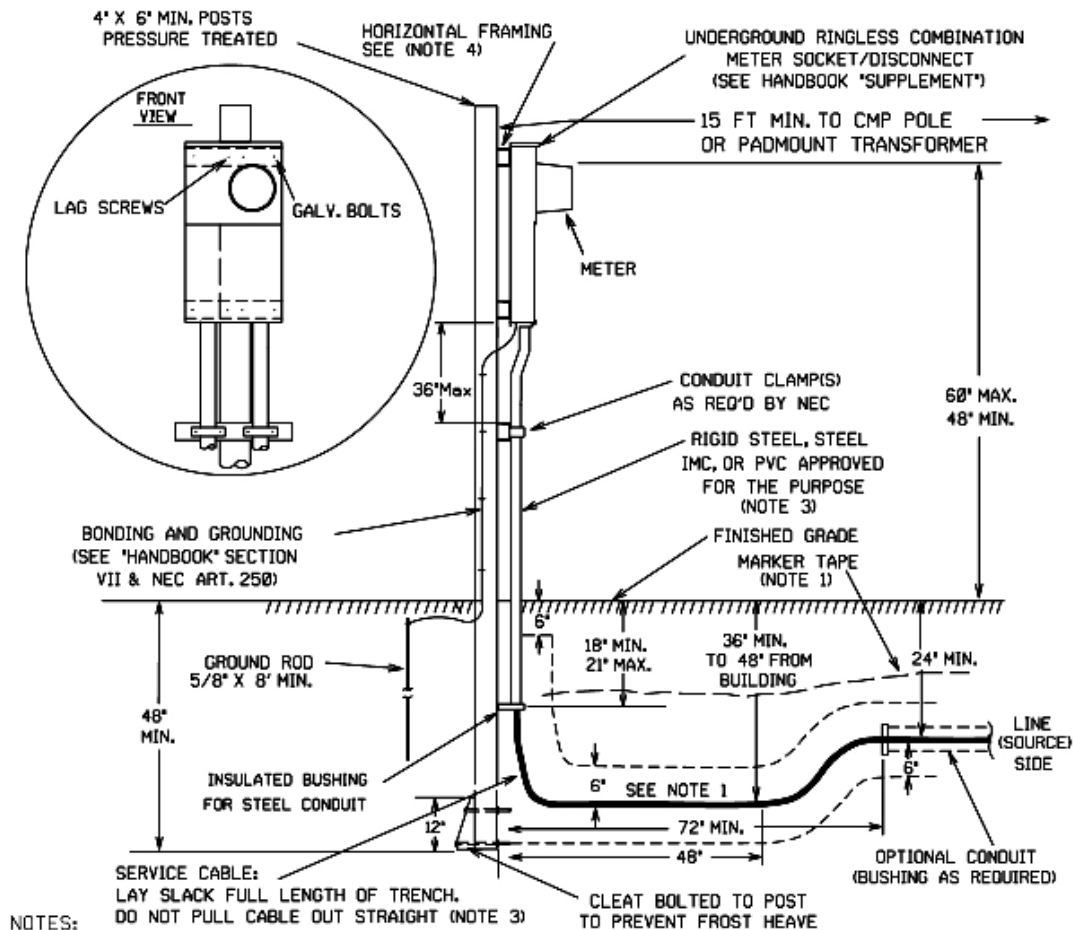 4" X 6" MIN. POSTS
PRESSURE TREATED
HORIZONTAL FRAMING
SEE (NOTE 4)
UNDERGROUND RINGLESS COMBINATION
METER SOCKET/DISCONNECT
(SEE HANDBOOK "SUPPLEMENT")
FRONT
VIEW
15 FT MIN. TO CMP POLE
OR PADMOUNT TRANSFORMER
LAG SCREWS
GALV. BOLTS
METER
36"Max
CONDUIT CLAMP(S)
AS REQ'D BY NEC
60" MAX.
48" MIN.
RIGID STEEL, STEEL
IMC, OR PVC APPROVED
FOR THE PURPOSE
(NOTE 3)
BONDING AND GROUNDING
(SEE "HANDBOOK" SECTION
VII & NEC ART. 250)
FINISHED GRADE
MARKER TAPE
(NOTE 1)
6"
18" MIN.
21" MAX.
36" MIN.
TO 48" FROM
BUILDING
24" MIN.
GROUND ROD
5/8" X 8' MIN.
48"
MIN.
LINE
(SOURCE)
SIDE
INSULATED BUSHING
FOR STEEL CONDUIT
6"
SEE NOTE 1
6"
12"
72" MIN.
48"
OPTIONAL CONDUIT
(BUSHING AS REQUIRED)
SERVICE CABLE:
LAY SLACK FULL LENGTH OF TRENCH.
DO NOT PULL CABLE OUT STRAIGHT (NOTE 3)
CLEAT BOLTED TO POST
TO PREVENT FROST HEAVE
NOTES: